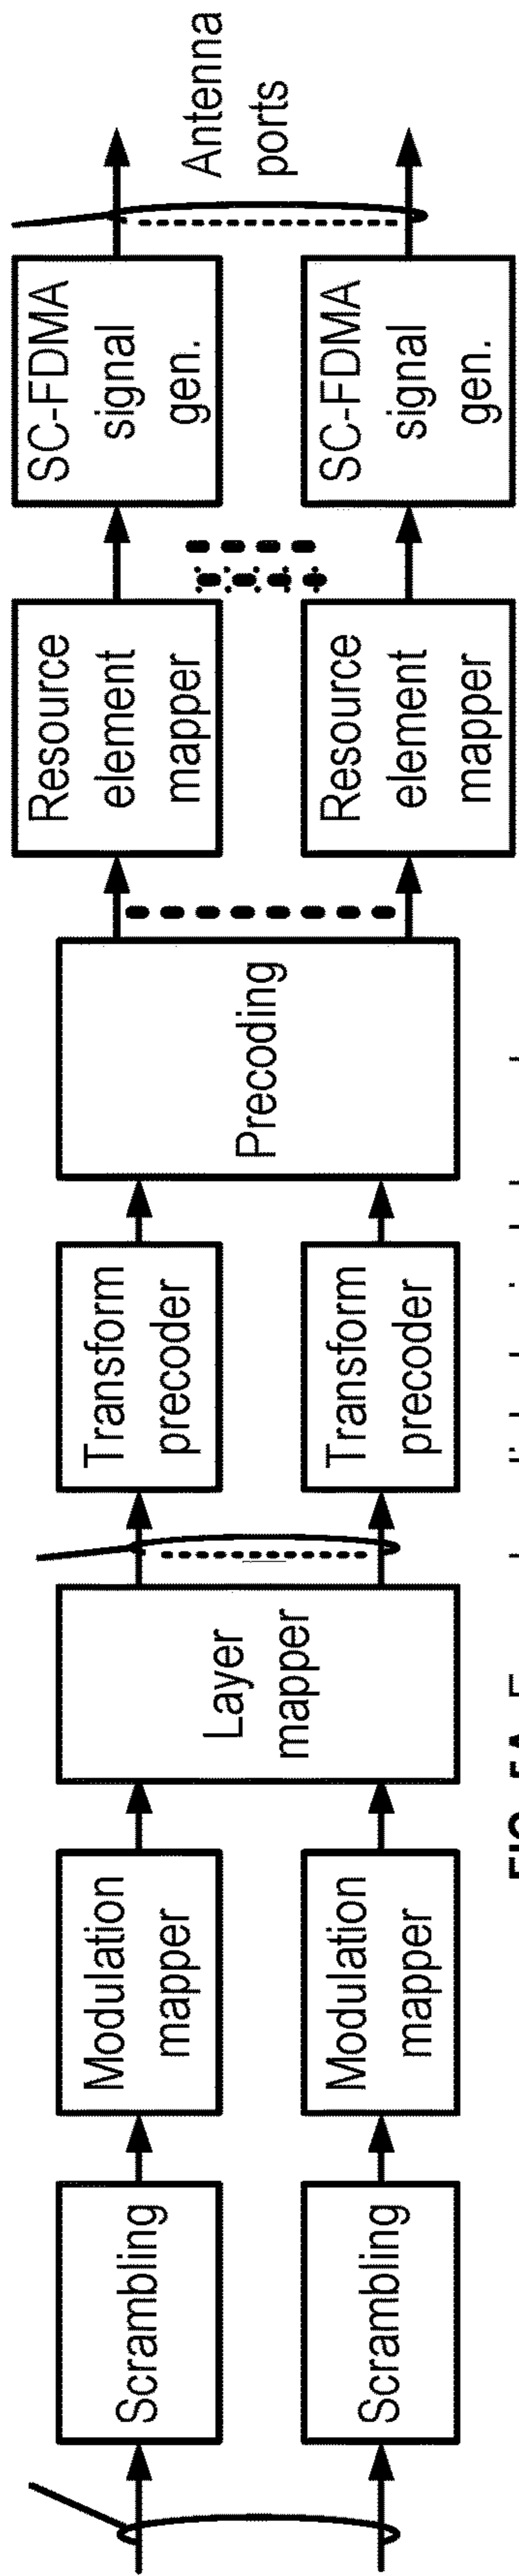 Scrambling
Modulation
mapper
Layer
mapper
Transform
precoder
Precoding
Resource
element
mapper
SC-FDMA
signal
gen.
Antenna
ports
Scrambling
Modulation
mapper
Transform
precoder
Resource
element
mapper
SC-FDMA
signal
gen.